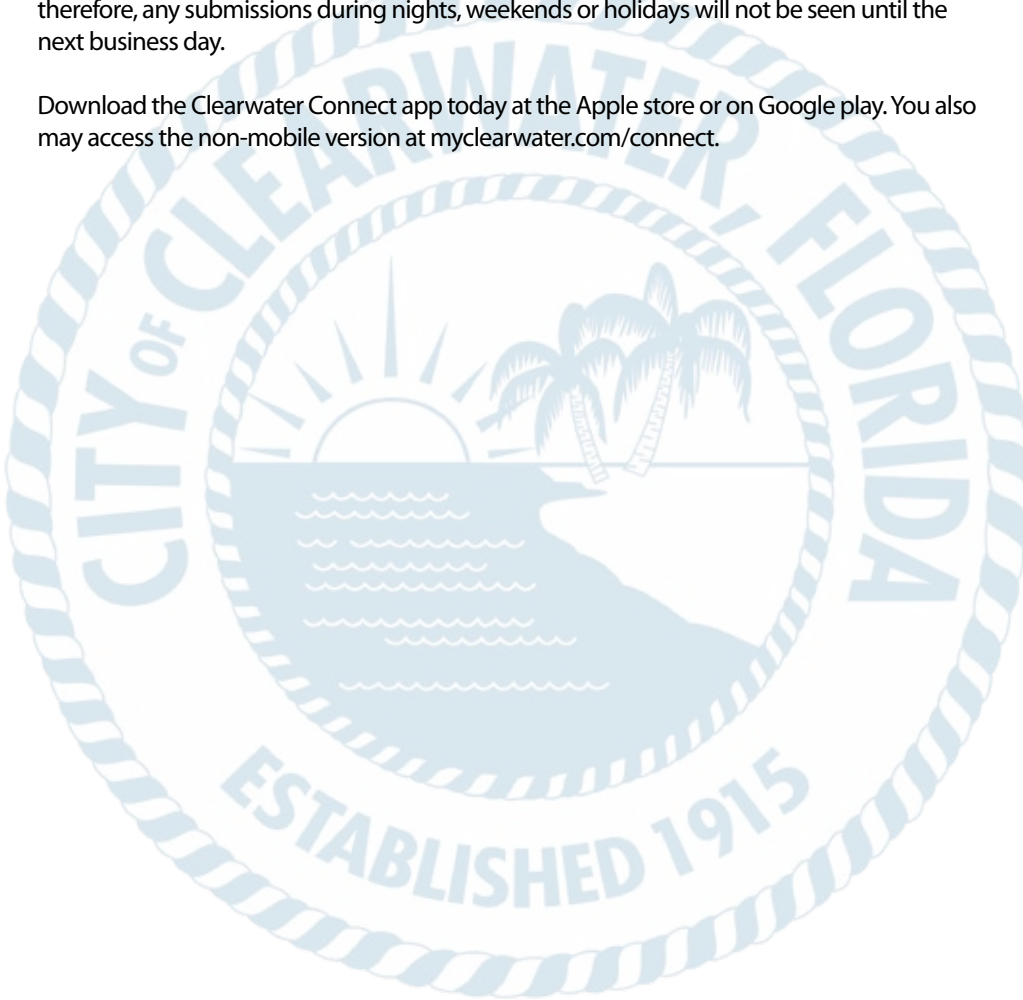 therefore, any submissions during nights, weekends or holidays will not be seen until the
next business day.
Download the Clearwater Connect app today at the Apple store or on Google play. You also
may access the non-mobile version at myclearwater.com/connect.
CITY OF CLEARWATER, FLORIDA
ESTABLISHED 1915